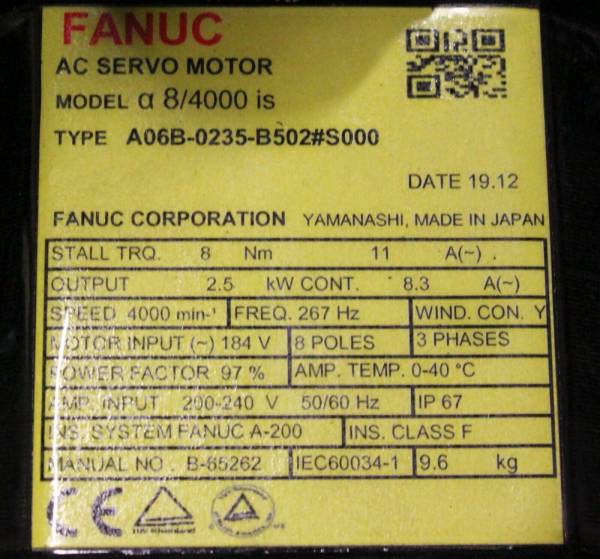 FANUC
AC SERVO MOTOR
MODEL α 8/4000 is
TYPE A06B-0235-B502#S000
DATE 19.12
FANUC CORPORATION YAMANASHI, MADE IN JAPAN
STALL TRQ. 8 Nm 11 A(~) .
OUTPUT 2.5 kW CONT. 8.3 A(~)
SPEED 4000 min-¹ FREQ. 267 Hz WIND. CON. Y
MOTOR INPUT (~) 184 V 8 POLES 3 PHASES
POWER FACTOR 97 % AMP. TEMP. 0-40 °C
AMP. INPUT 200-240 V 50/60 Hz IP 67
INS. SYSTEM FANUC A-200 INS. CLASS F
MANUAL NO. B-65262 IEC60034-1 9.6 kg
CE TÜV Rheinland